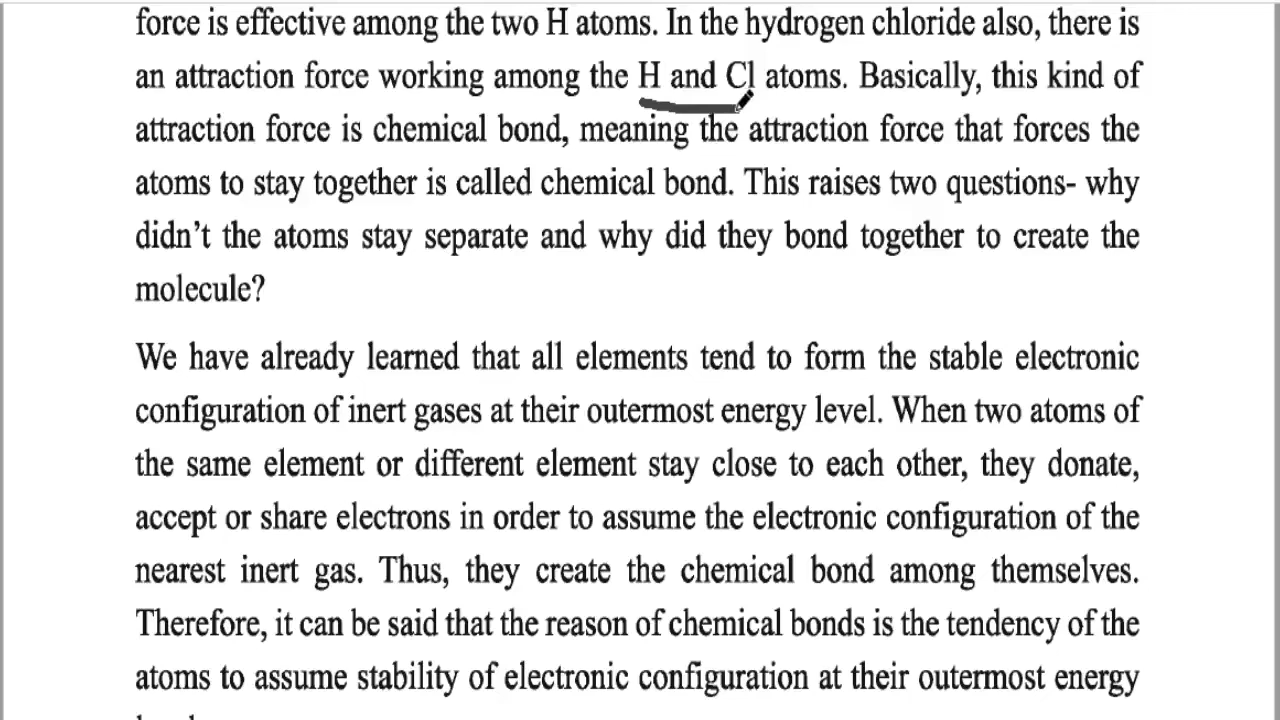 force is effective among the two H atoms. In the hydrogen chloride also, there is
an attraction force working among the H and Cl atoms. Basically, this kind of
attraction force is chemical bond, meaning the attraction force that forces the
atoms to stay together is called chemical bond. This raises two questions- why
didn’t the atoms stay separate and why did they bond together to create the
molecule?
We have already learned that all elements tend to form the stable electronic
configuration of inert gases at their outermost energy level. When two atoms of
the same element or different element stay close to each other, they donate,
accept or share electrons in order to assume the electronic configuration of the
nearest inert gas. Thus, they create the chemical bond among themselves.
Therefore, it can be said that the reason of chemical bonds is the tendency of the
atoms to assume stability of electronic configuration at their outermost energy